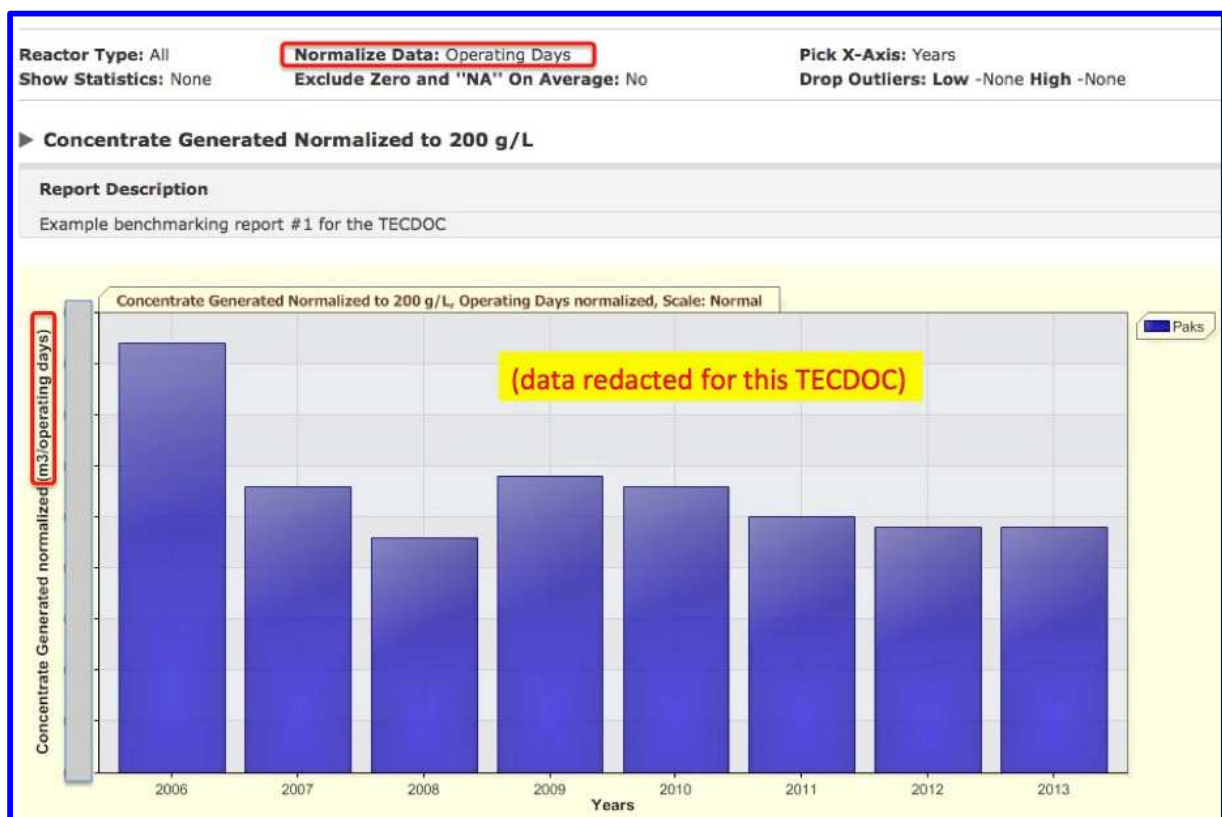 Reactor Type: All Normalize Data: Operating Days Pick X-Axis: Years
Show Statistics: None Exclude Zero and "NA" On Average: No Drop Outliers: Low -None High -None
Concentrate Generated Normalized to 200 g/L
Report Description
Example benchmarking report #1 for the TECDOC
Concentrate Generated Normalized to 200 g/L, Operating Days normalized, Scale: Normal
Paks
(data redacted for this TECDOC)
Concentrate Generated normalized (m3/operating days)
2006 2007 2008 2009 2010 2011 2012 2013
Years